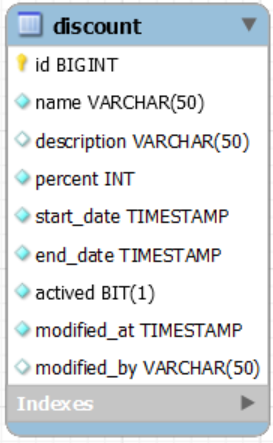 discount
id BIGINT
name VARCHAR(50)
description VARCHAR(50)
percent INT
start_date TIMESTAMP
end_date TIMESTAMP
actived BIT(1)
modified_at TIMESTAMP
modified_by VARCHAR(50)
Indexes